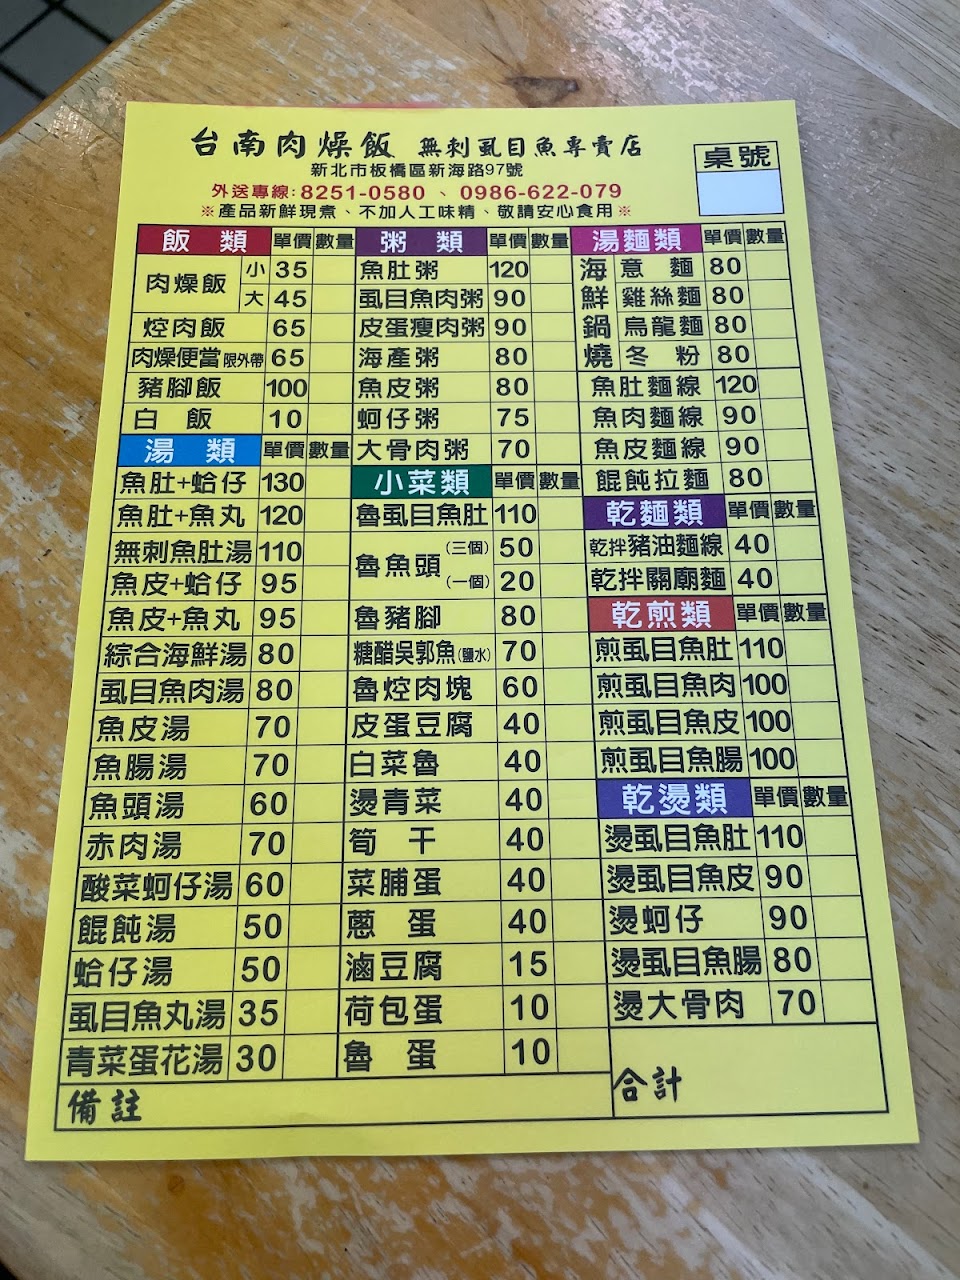 台南肉燥飯 無刺虱目魚專賣店
新北市板橋區新海路97號
外送專線:8251-0580、0986-622-079
※產品新鮮現煮、不加人工味精、敬請安心食用※
桌號
飯類 單價 數量
肉燥飯 小 35
大 45
焢肉飯 65
肉燥便當限外帶 65
豬腳飯 100
白飯 10
湯類 單價 數量
魚肚+蛤仔 130
魚肚+魚丸 120
無刺魚肚湯 110
魚皮+蛤仔 95
魚皮+魚丸 95
綜合海鮮湯 80
虱目魚肉湯 80
魚皮湯 70
魚腸湯 70
魚頭湯 60
赤肉湯 70
酸菜蚵仔湯 60
餛飩湯 50
蛤仔湯 50
虱目魚丸湯 35
青菜蛋花湯 30
粥類 單價 數量
魚肚粥 120
虱目魚肉粥 90
皮蛋瘦肉粥 90
海產粥 80
魚皮粥 80
蚵仔粥 75
大骨肉粥 70
小菜類 單價 數量
魯虱目魚肚 110
魯魚頭 (三個) 50
(一個) 20
魯豬腳 80
糖醋吳郭魚(鹽水) 70
魯焢肉塊 60
皮蛋豆腐 40
白菜魯 40
燙青菜 40
筍干 40
菜脯蛋 40
蔥蛋 40
滷豆腐 15
荷包蛋 10
魯蛋 10
湯麵類 單價 數量
海鮮鍋燒 意麵 80
雞絲麵 80
烏龍麵 80
冬粉 80
魚肚麵線 120
魚肉麵線 90
魚皮麵線 90
餛飩拉麵 80
乾麵類 單價 數量
乾拌豬油麵線 40
乾拌關廟麵 40
乾煎類 單價 數量
煎虱目魚肚 110
煎虱目魚肉 100
煎虱目魚皮 100
煎虱目魚腸 100
乾燙類 單價 數量
燙虱目魚肚 110
燙虱目魚皮 90
燙蚵仔 90
燙虱目魚腸 80
燙大骨肉 70
備註
合計